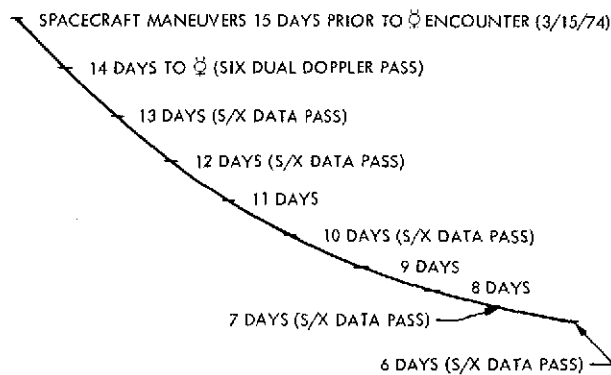 SPACECRAFT MANEUVERS 15 DAYS PRIOR TO ☿ ENCOUNTER (3/15/74)
14 DAYS TO ☿ (SIX DUAL DOPPLER PASS)
13 DAYS (S/X DATA PASS)
12 DAYS (S/X DATA PASS)
11 DAYS
10 DAYS (S/X DATA PASS)
9 DAYS
8 DAYS
7 DAYS (S/X DATA PASS)
6 DAYS (S/X DATA PASS)